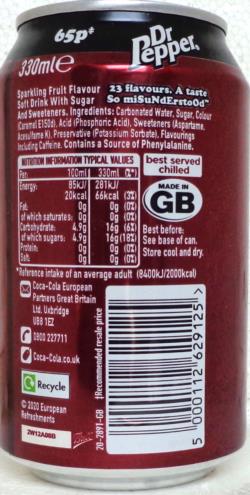 65p‡
Dr
Pepper
330ml e
Sparkling Fruit Flavour
Soft Drink With Sugar
And Sweeteners.
23 flavours. A taste
So miSuNdErstoOd™
Ingredients: Carbonated Water, Sugar, Colour
(Caramel E150d), Acid (Phosphoric Acid), Sweeteners (Aspartame,
Acesulfame K), Preservative (Potassium Sorbate), Flavourings
Including Caffeine. Contains a Source of Phenylalanine.
NUTRITION INFORMATION TYPICAL VALUES
Per: 100ml 330ml (%*)
Energy: 85kJ/ 281kJ/
20kcal 66kcal (3%)
Fat: 0g 0g (0%)
of which saturates: 0g 0g (0%)
Carbohydrate: 4.9g 16g (6%)
of which sugars: 4.9g 16g (18%)
Protein: 0g 0g (0%)
Salt: 0g 0g (0%)
best served
chilled
MADE IN
GB
Best before:
See base of can.
Store cool and dry.
*Reference intake of an average adult (8400kJ/2000kcal)
Coca-Cola European
Partners Great Britain
Ltd. Uxbridge
UB8 1EZ
0800 227711
Coca-Cola.co.uk
Recycle
© 2020 European
Refreshments
2W12A08B
20-2891-GB
‡Recommended resale price
5 000112 629125 >